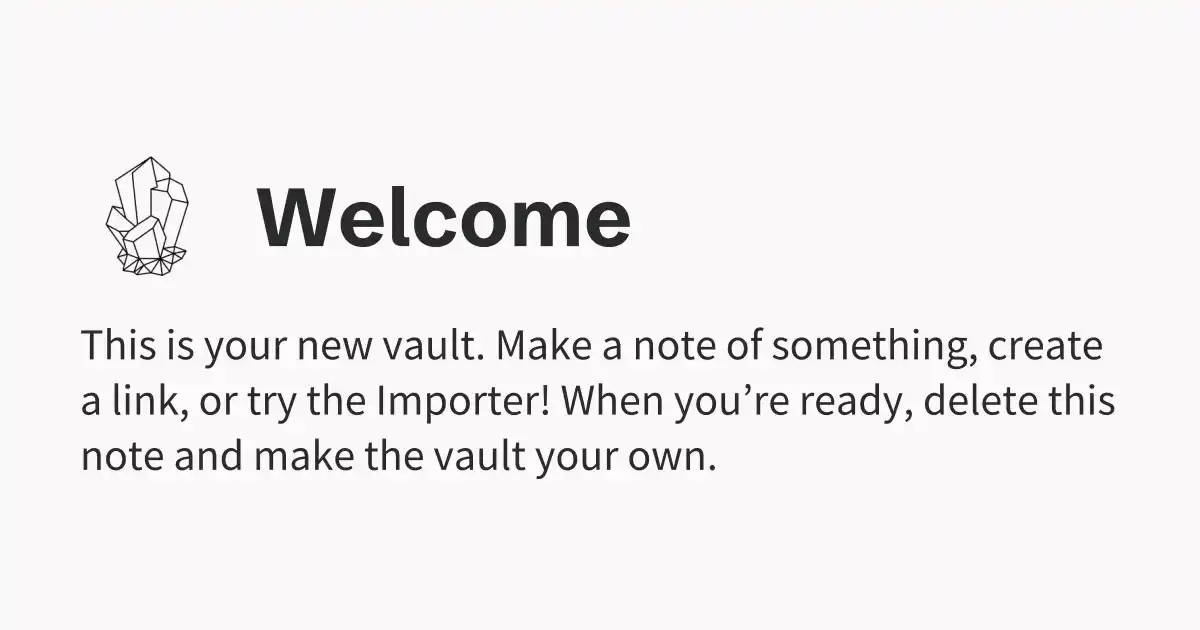 Welcome
This is your new vault. Make a note of something, create
a link, or try the Importer! When you’re ready, delete this
note and make the vault your own.